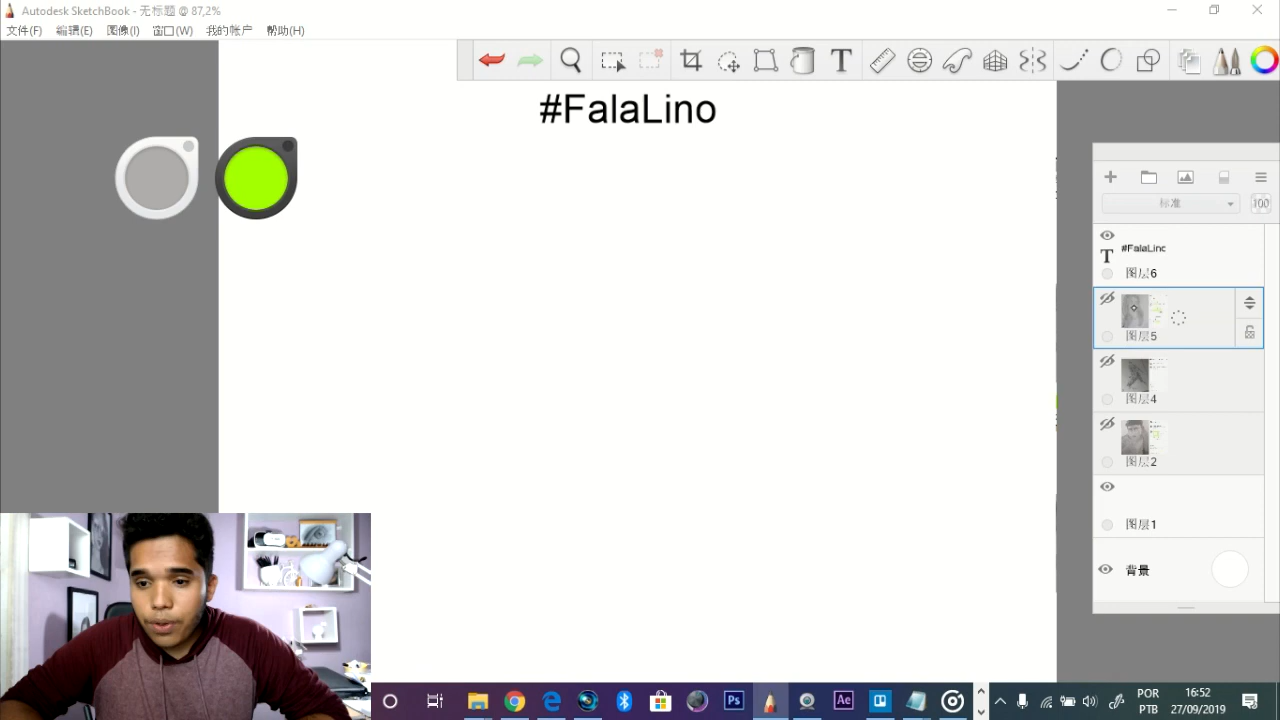 Autodesk SketchBook - 无标题 @ 87,2%
文件(F) 编辑(E) 图像(I) 窗口(W) 我的帐户 帮助(H)
T
#FalaLino
标准
100
#FalaLino
T
图层6
图层5
图层4
图层2
图层1
背景
Ps
Ae
POR
PTB
16:52
27/09/2019